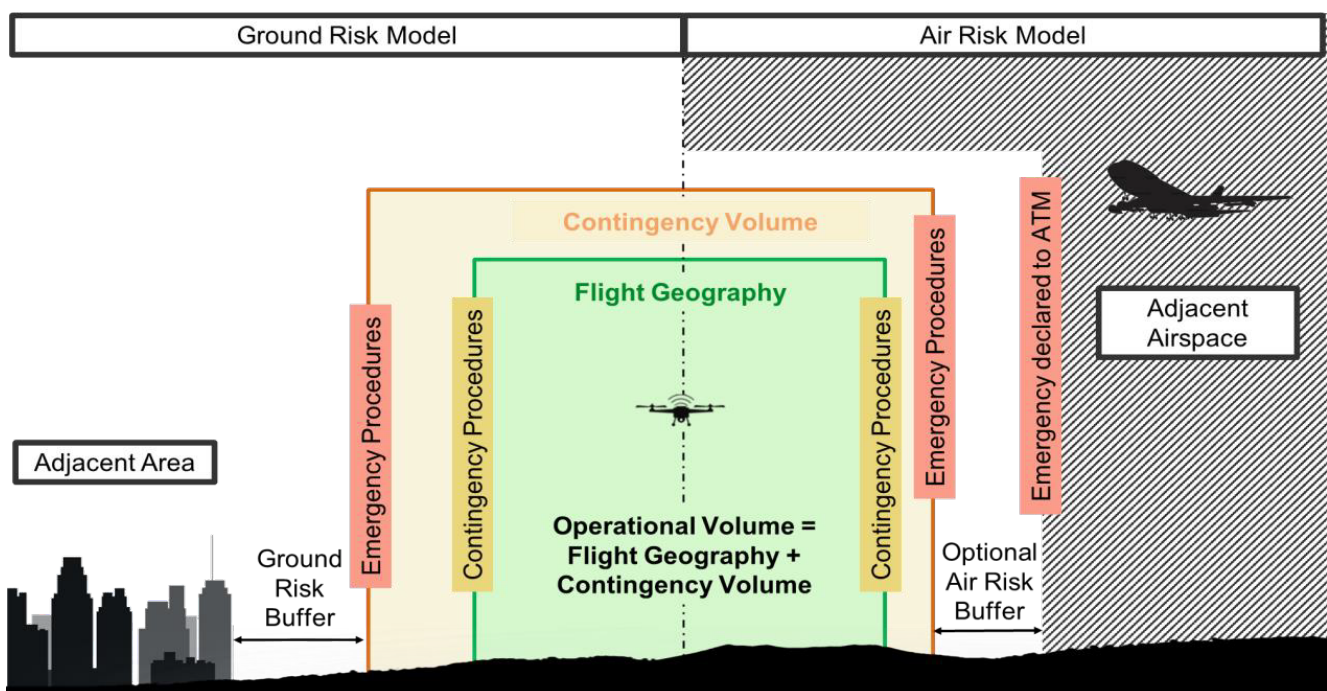 Ground Risk Model
Air Risk Model
Contingency Volume
Flight Geography
Emergency Procedures
Contingency Procedures
Contingency Procedures
Emergency Procedures
Emergency declared to ATM
Adjacent
Airspace
Adjacent Area
Operational Volume =
Flight Geography +
Contingency Volume
Ground
Risk
Buffer
Optional
Air Risk
Buffer